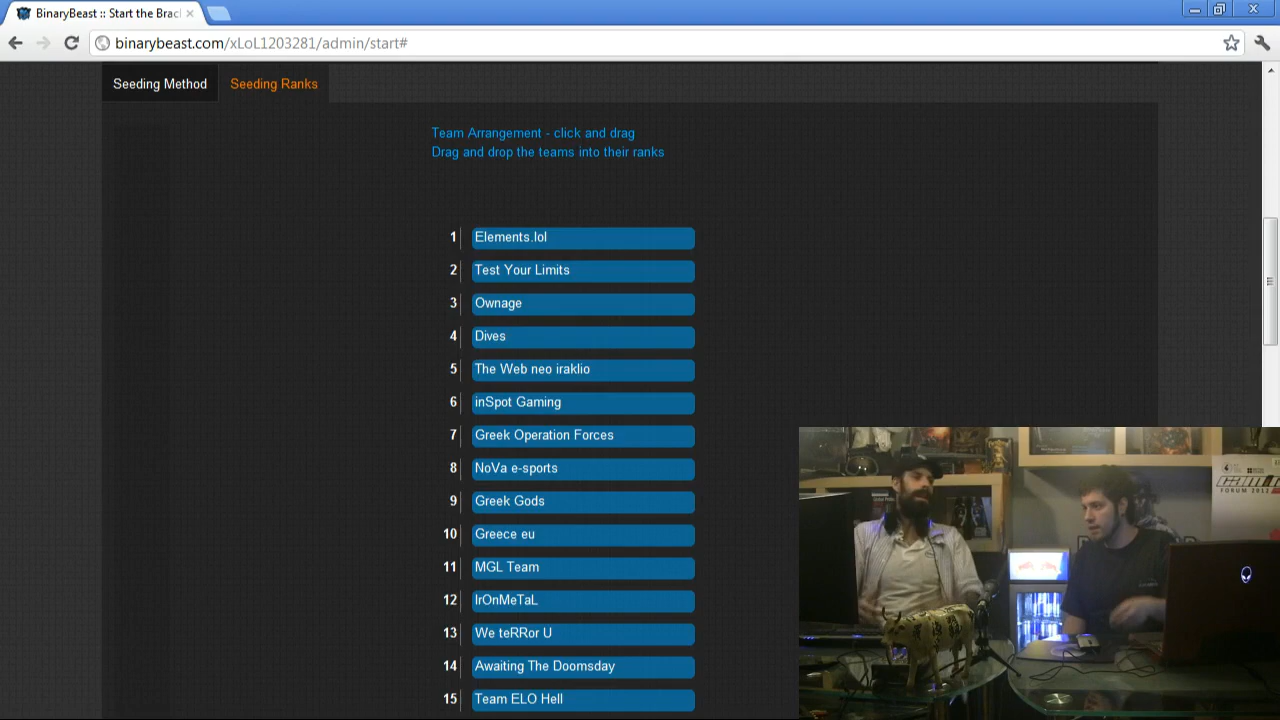 BinaryBeast :: Start the Brac
binarybeast.com/xLoL1203281/admin/start#
Seeding Method
Seeding Ranks
Team Arrangement - click and drag
Drag and drop the teams into their ranks
1 Elements.lol
2 Test Your Limits
3 Ownage
4 Dives
5 The Web neo iraklio
6 inSpot Gaming
7 Greek Operation Forces
8 NoVa e-sports
9 Greek Gods
10 Greece eu
11 MGL Team
12 IrOnMeTaL
13 We teRRor U
14 Awaiting The Doomsday
15 Team ELO Hell
FORUM 2011